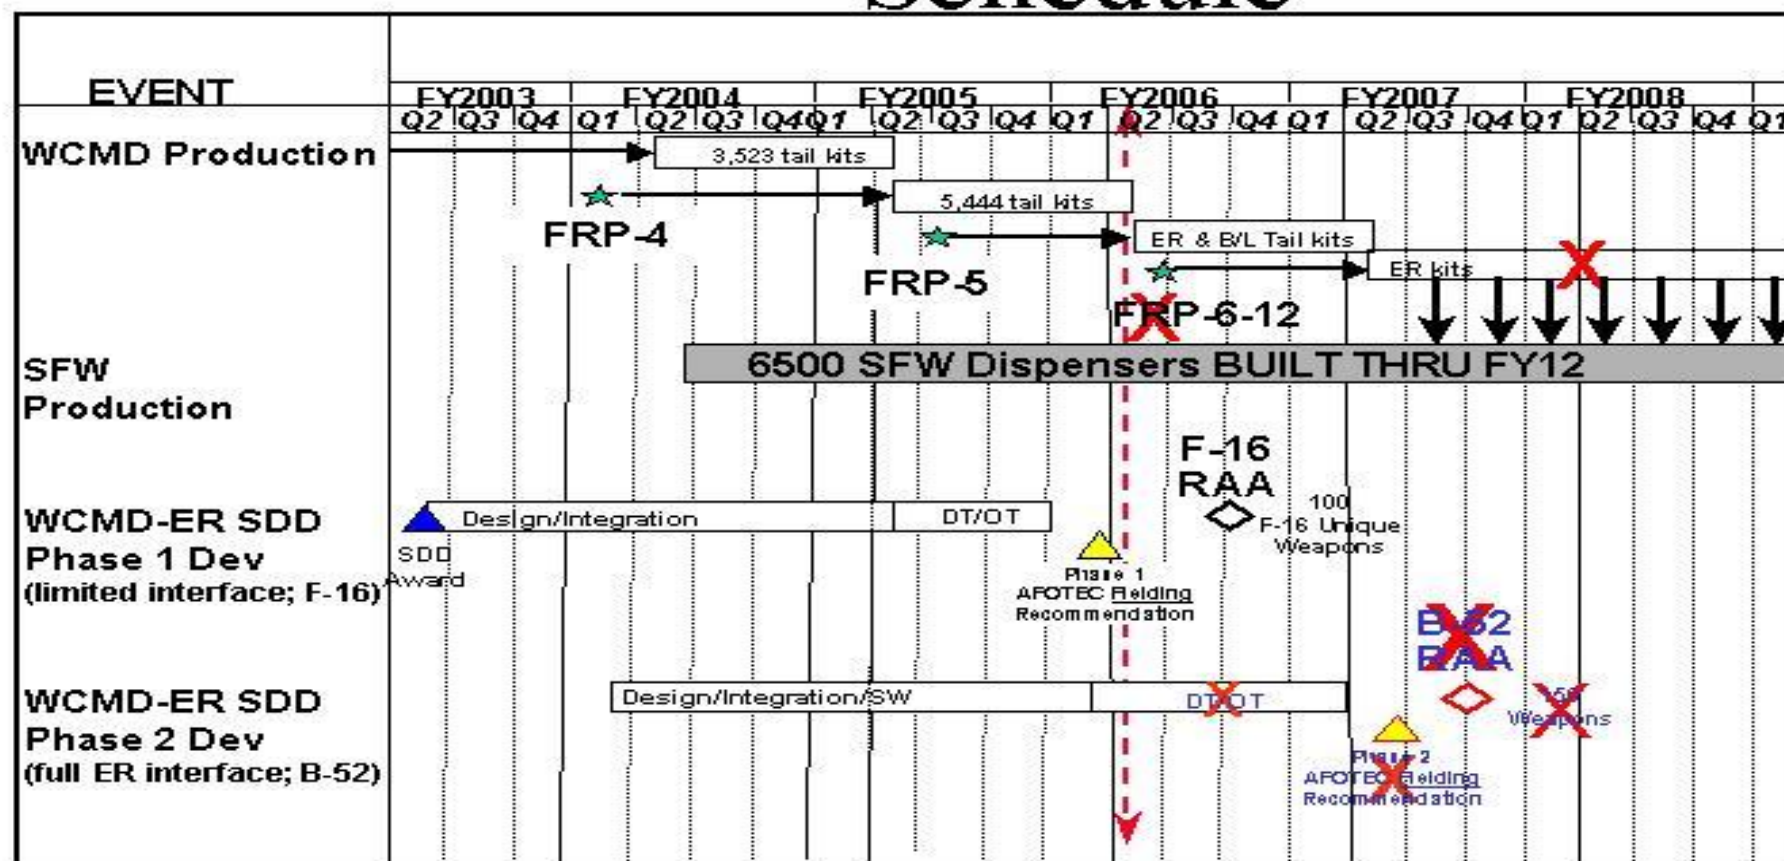 Schedule
EVENT
FY2003 FY2004 FY2005 FY2006 FY2007 FY2008
Q2 Q3 Q4 Q1 Q2 Q3 Q4 Q1 Q2 Q3 Q4 Q1 Q2 Q3 Q4 Q1 Q2 Q3 Q4 Q1 Q2 Q3 Q4 Q1
WCMD Production
3,523 tail kits
5,444 tail kits
FRP-4
ER & B/L Tail kits
FRP-5
ER kits
FRP-6-12
6500 SFW Dispensers BUILT THRU FY12
SFW
Production
F-16
RAA
100
F-16 Unique
Weapons
WCMD-ER SDD
Phase 1 Dev
(limited interface; F-16)
Design/Integration
DT/OT
SDD
Award
Phase 1
AFOTEC Fielding
Recommendation
B-52
RAA
WCMD-ER SDD
Phase 2 Dev
(full ER interface; B-52)
Design/Integration/SW
DT/OT
Weapons
Phase 2
AFOTEC Fielding
Recommendation